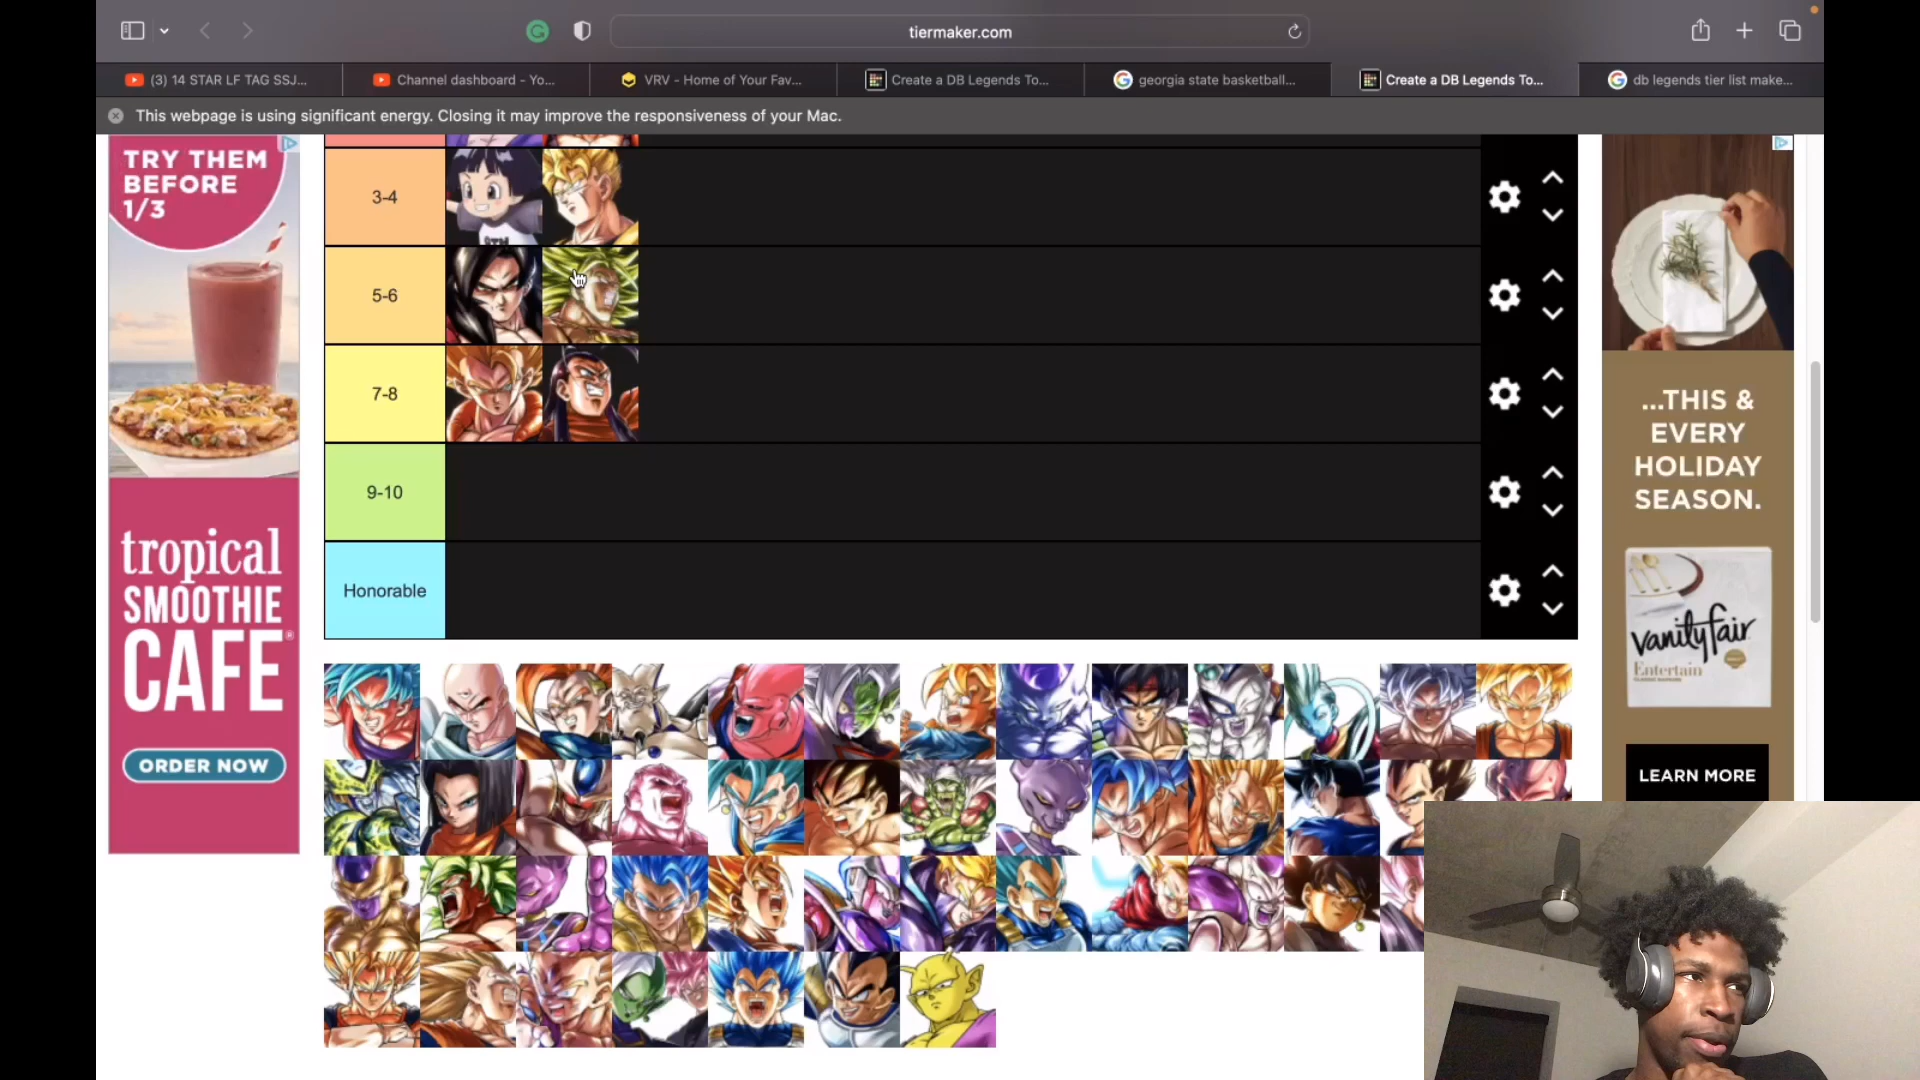 tiermaker.com
(3) 14 STAR LF TAG SSJ...
Channel dashboard - Yo...
VRV - Home of Your Fav...
Create a DB Legends To...
georgia state basketball...
Create a DB Legends To...
db legends tier list make...
This webpage is using significant energy. Closing it may improve the responsiveness of your Mac.
TRY THEM
BEFORE
1/3
tropical
SMOOTHIE
CAFE®
ORDER NOW
3-4
5-6
7-8
9-10
Honorable
...THIS &
EVERY
HOLIDAY
SEASON.
vanity fair
Entertain
LEARN MORE